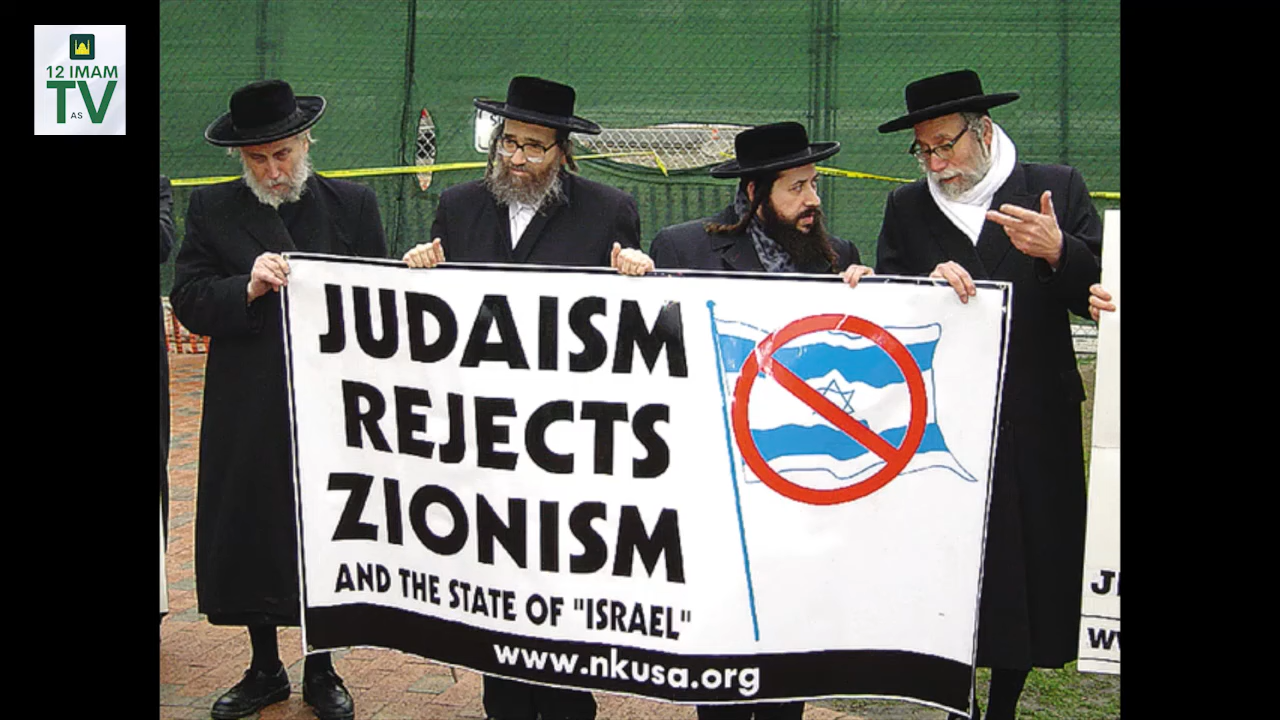 12 IMAM
TV
AS
JUDAISM
REJECTS
ZIONISM
AND THE STATE OF "ISRAEL"
www.nkusa.org